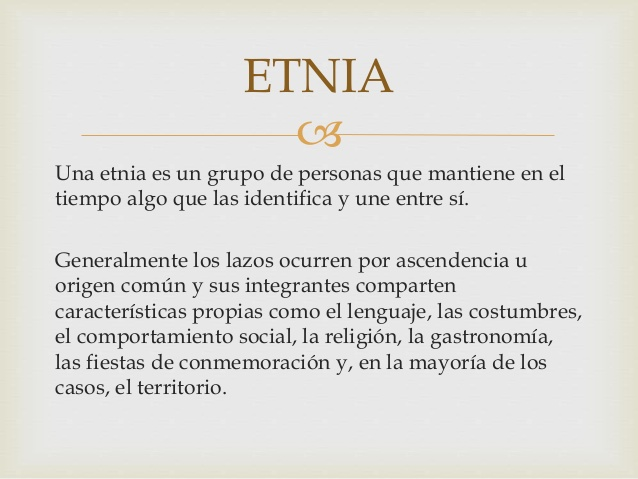 ETNIA
Una etnia es un grupo de personas que mantiene en el
tiempo algo que las identifica y une entre sí.
Generalmente los lazos ocurren por ascendencia u
origen común y sus integrantes comparten
características propias como el lenguaje, las costumbres,
el comportamiento social, la religión, la gastronomía,
las fiestas de conmemoración y, en la mayoría de los
casos, el territorio.